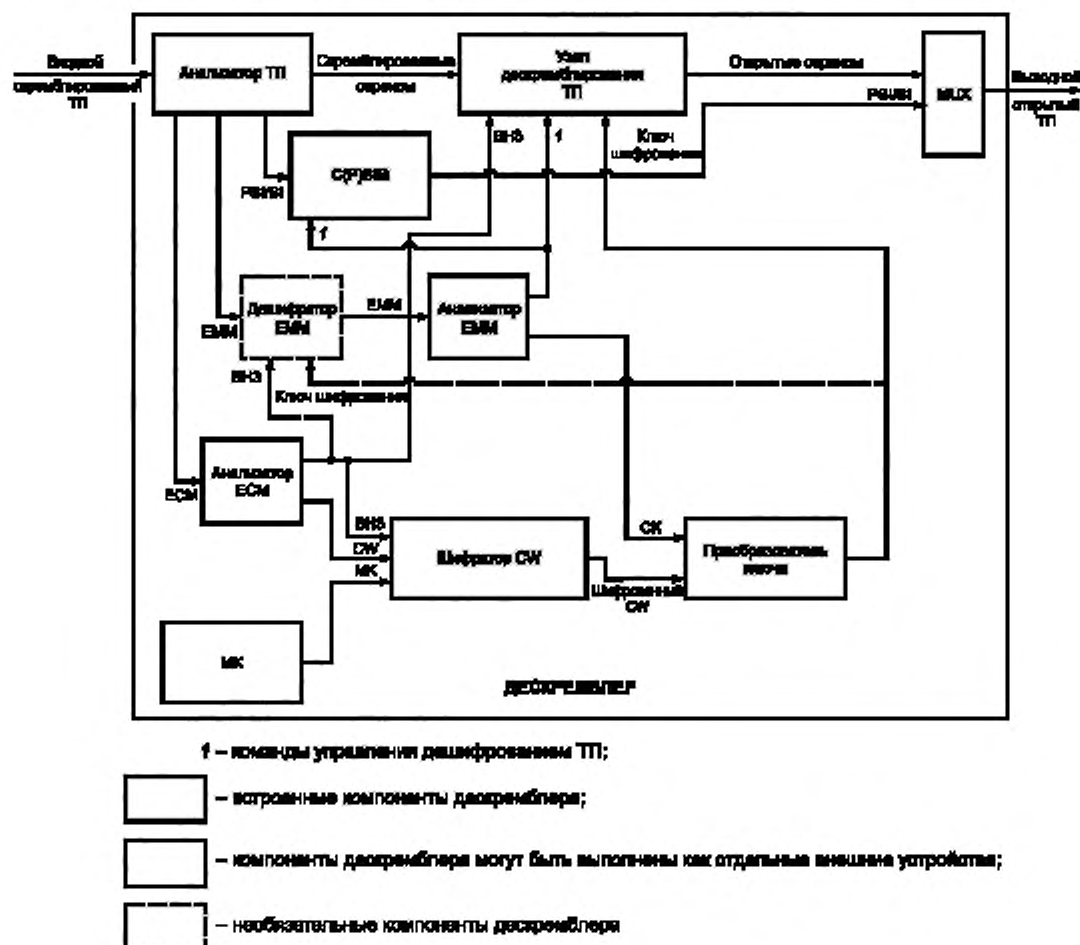 Входной
скремблированный
ТП
Анализатор ТП
Скремблированные
сервисы
Узел
дескремблирования
ТП
Открытые сервисы
PSI/SI
MUX
Выходной
открытый
ТП
ВНЗ
1
Ключ
шифрования
PSI/SI
1
EMM
Дешифратор
EMM
EMM
Анализатор
EMM
ВНЗ
Ключ шифрования
ECM
Анализатор
ECM
ВНЗ
CW
МК
Шифратор CW
СК
Шифрованный
CW
Преобразователь
ключа
МК
ДЕСКРЕМБЛЕР
1 – команды управления дешифрованием ТП;
– встроенные компоненты дескремблера;
– компоненты дескремблера могут быть выполнены как отдельные внешние устройства;
– необязательные компоненты дескремблера